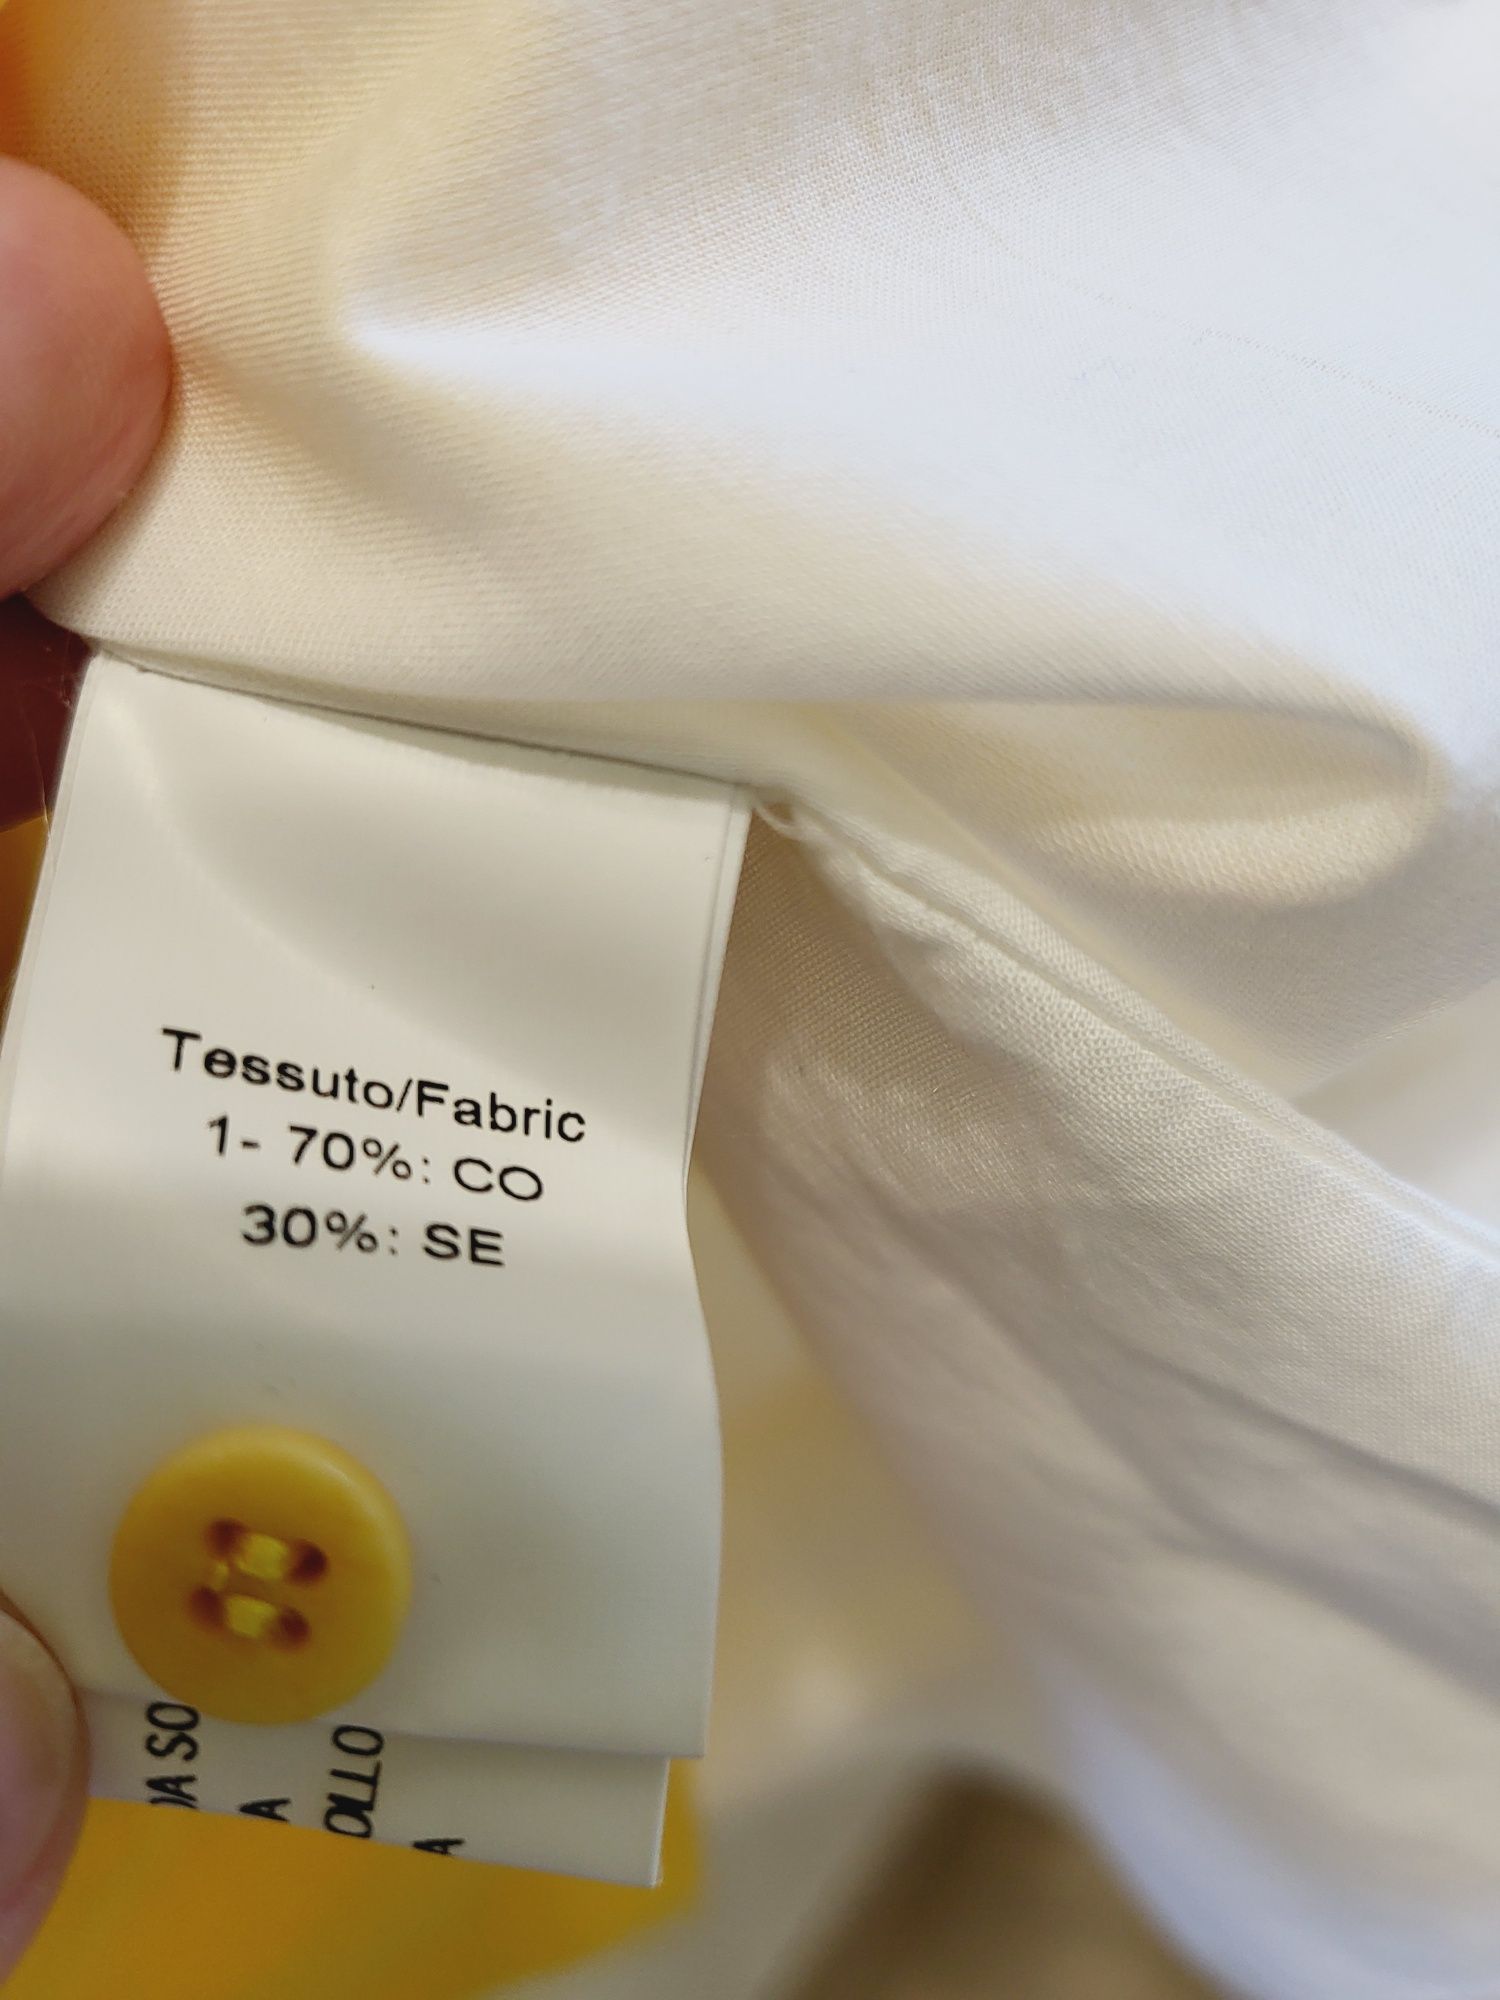 Tessuto/Fabric
1- 70%: CO
30%: SE